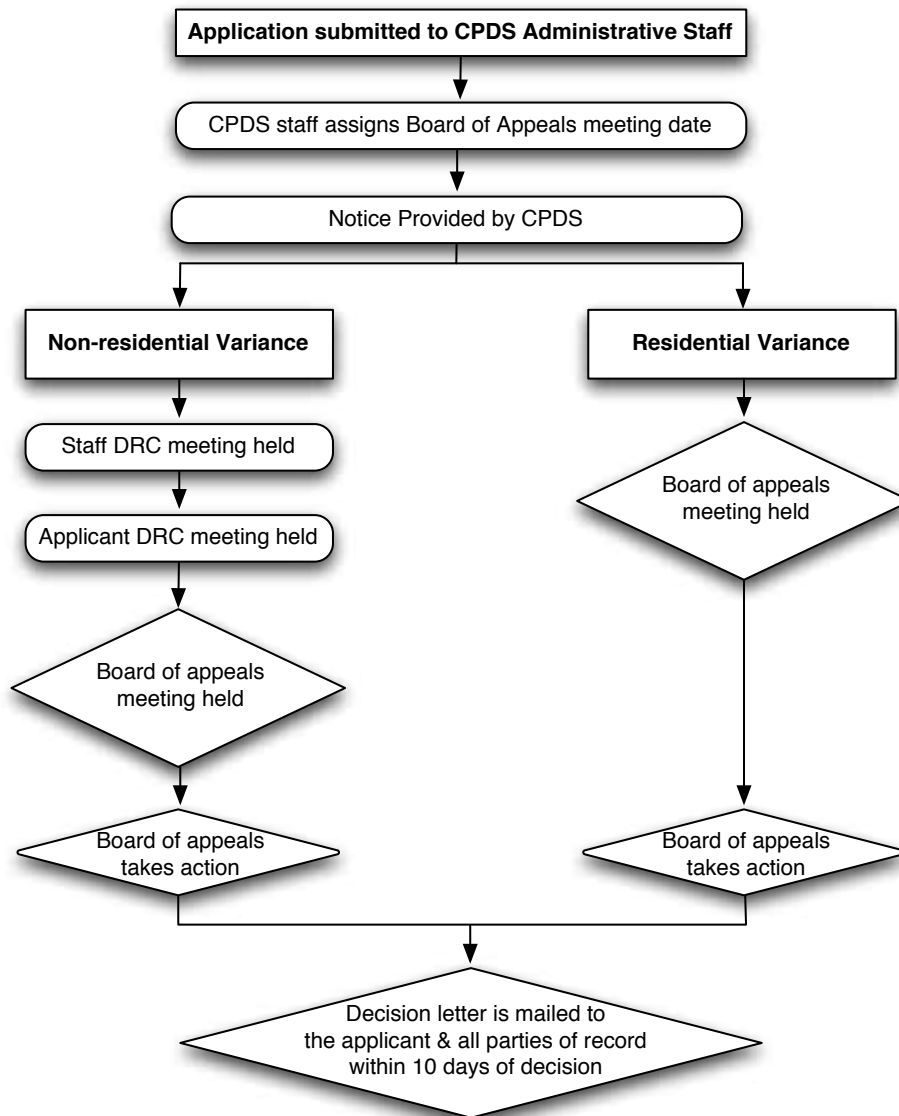 Application submitted to CPDS Administrative Staff
CPDS staff assigns Board of Appeals meeting date
Notice Provided by CPDS
Non-residential Variance
Staff DRC meeting held
Applicant DRC meeting held
Board of appeals
meeting held
Board of appeals
takes action
Residential Variance
Board of appeals
meeting held
Board of appeals
takes action
Decision letter is mailed to
the applicant & all parties of record
within 10 days of decision